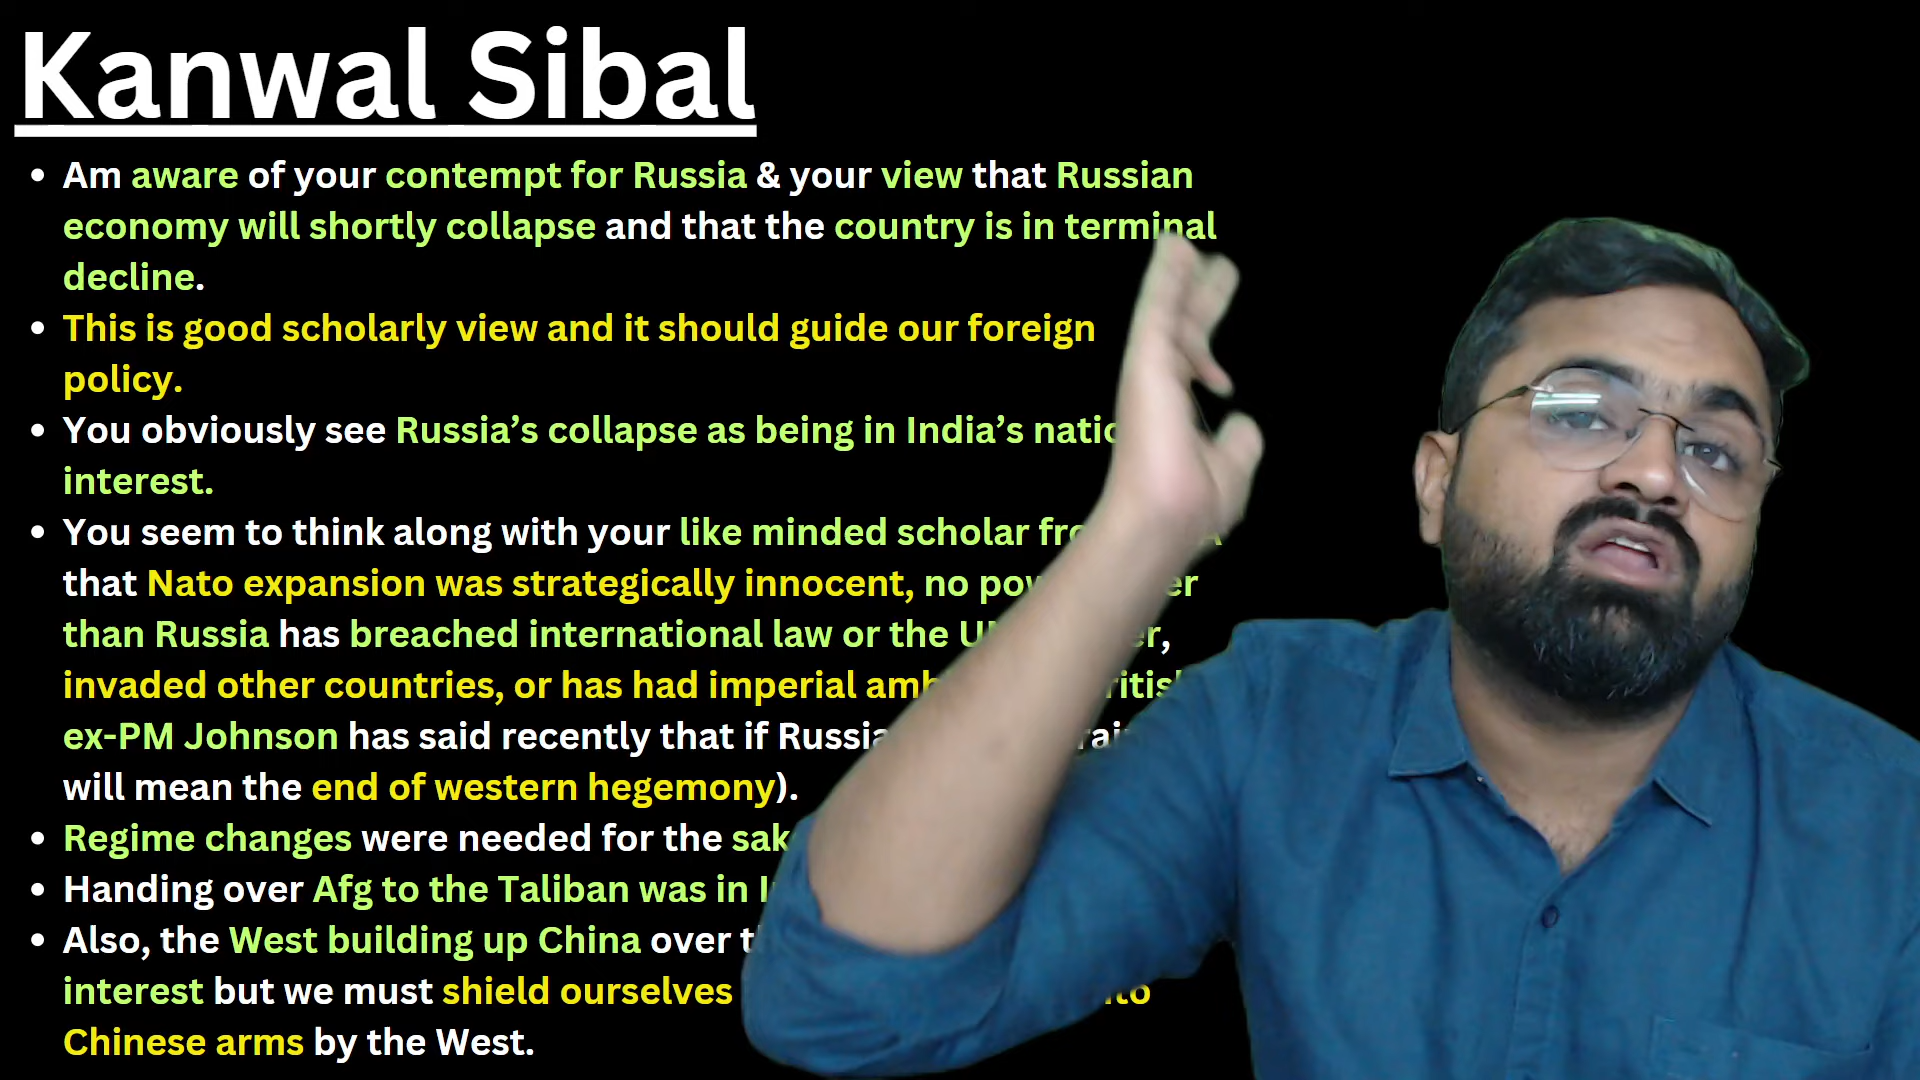 Kanwal Sibal
• Am aware of your contempt for Russia & your view that Russian
economy will shortly collapse and that the country is in terminal
decline.
• This is good scholarly view and it should guide our foreign
policy.
• You obviously see Russia's collapse as being in India's
interest.
• You seem to think along with your like minded scholar
that Nato expansion was strategically innocent, no
than Russia has breached international law or the
invaded other countries, or has had imperial
ex-PM Johnson has said recently that if
will mean the end of western hegemony).
• Regime changes were needed for the
• Handing over Afg to the Taliban was in
• Also, the West building up China over
interest but we must shield ourselves
Chinese arms by the West.